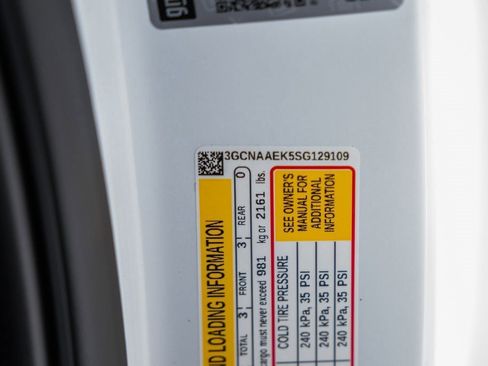 3GCNAAEK5SG129109
ND LOADING INFORMATION
TOTAL 3 FRONT 3 REAR 0
cargo must never exceed 981 kg or 2161 lbs.
SEE OWNER'S
MANUAL FOR
ADDITIONAL
INFORMATION
COLD TIRE PRESSURE
240 kPa, 35 PSI
240 kPa, 35 PSI
240 kPa, 35 PSI